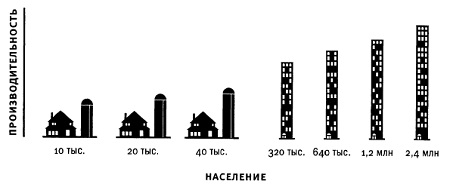 ПРОИЗВОДИТЕЛЬНОСТЬ
10 ТЫС. 20 ТЫС. 40 ТЫС. 320 ТЫС. 640 ТЫС. 1,2 МЛН 2,4 МЛН
НАСЕЛЕНИЕ